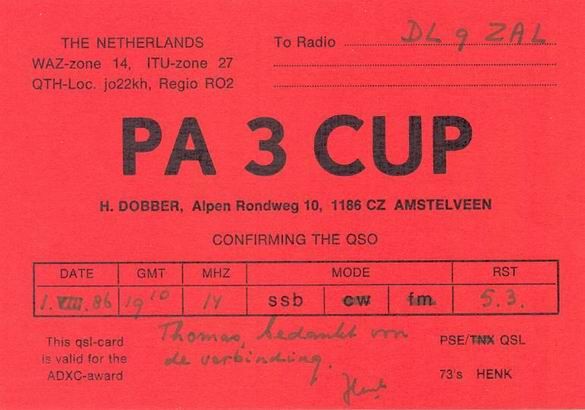 THE NETHERLANDS
WAZ-zone 14, ITU-zone 27
QTH-Loc. jo22kh, Regio RO2
To Radio DL 9 ZAL
PA 3 CUP
H. DOBBER, Alpen Rondweg 10, 1186 CZ AMSTELVEEN
CONFIRMING THE QSO
DATE GMT MHZ MODE RST
1. VIII. 86 19 10 14 ssb cw fm 5.3.
Thomas, bedankt voor
de verbinding.
Henk
This qsl-card
is valid for the
ADXC-award
PSE/TNX QSL
73's HENK